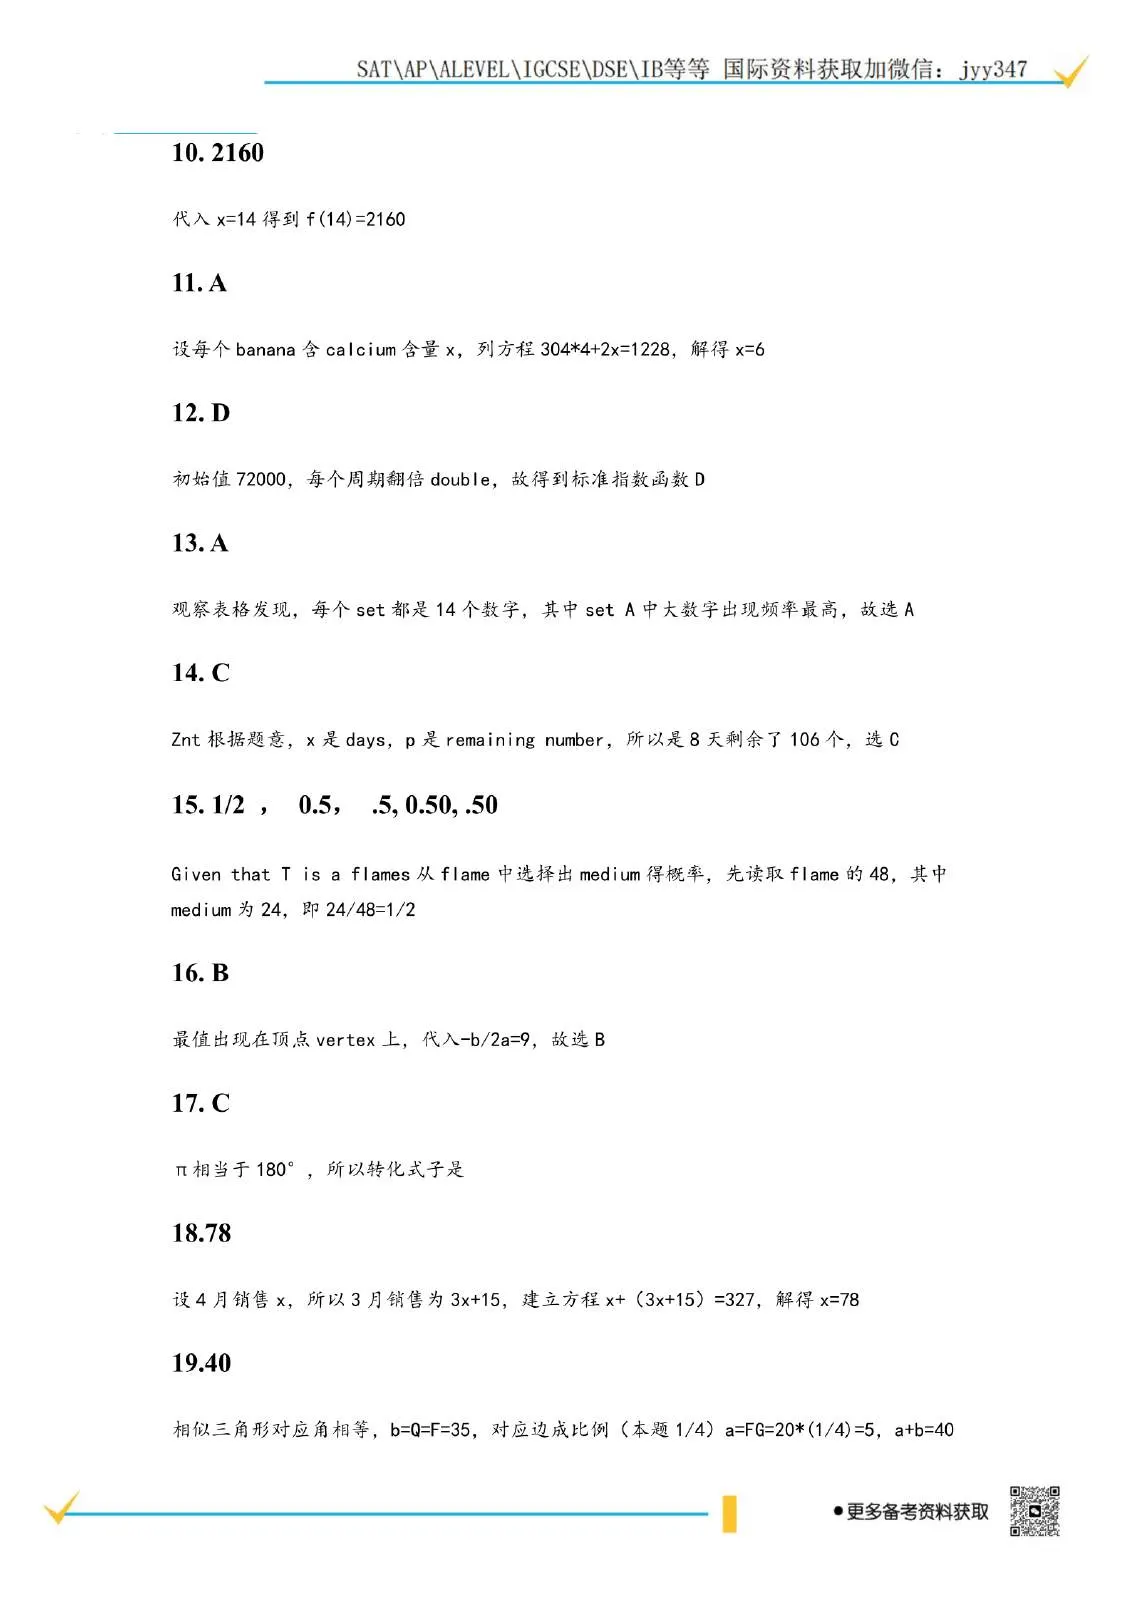 SAT\AP\ALEVEL\IGCSE\DSE\IB等等 国际资料获取加微信：jyy347
10. 2160
代入 x=14 得到 f(14)=2160
11. A
设每个 banana 含 calcium 含量 x，列方程 304*4+2x=1228，解得 x=6
12. D
初始值 72000，每个周期翻倍 double，故得到标准指数函数 D
13. A
观察表格发现，每个 set 都是 14 个数字，其中 set A 中大数字出现频率最高，故选 A
14. C
Znt 根据题意，x 是 days，p 是 remaining number，所以是 8 天剩余了 106 个，选 C
15. 1/2 ， 0.5， .5, 0.50, .50
Given that T is a flames 从 flame 中选择出 medium 得概率，先读取 flame 的 48，其中
medium 为 24，即 24/48=1/2
16. B
最值出现在顶点 vertex 上，代入-b/2a=9，故选 B
17. C
π相当于 180°，所以转化式子是
18.78
设 4 月销售 x，所以 3 月销售为 3x+15，建立方程 x+（3x+15）=327，解得 x=78
19.40
相似三角形对应角相等，b=Q=F=35，对应边成比例（本题 1/4）a=FG=20*(1/4)=5，a+b=40
●更多备考资料获取